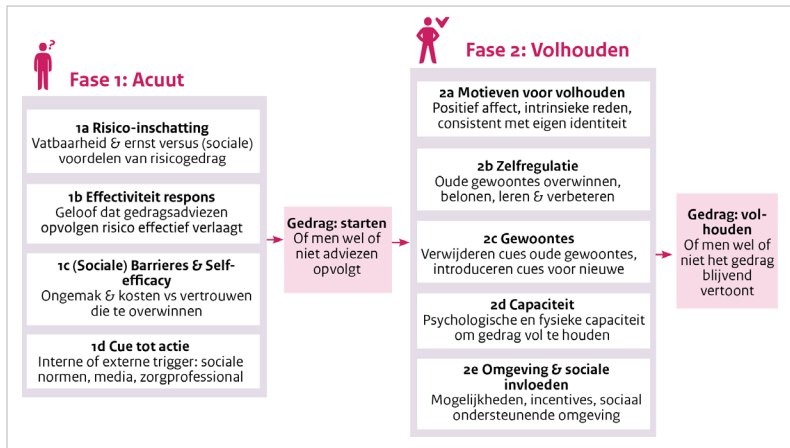 Fase 1: Acuut
1a Risico-inschatting
Vatbaarheid & ernst versus (sociale)
voordelen van risicogedrag
1b Effectiviteit respons
Geloof dat gedragsadviezen
opvolgen risico effectief verlaagt
1c (Sociale) Barrieres & Self-
efficacy
Ongemak & kosten vs vertrouwen
die te overwinnen
1d Cue tot actie
Interne of externe trigger: sociale
normen, media, zorgprofessional
Gedrag: starten
Of men wel of
niet adviezen
opvolgt
Fase 2: Volhouden
2a Motieven voor volhouden
Positief affect, intrinsieke reden,
consistent met eigen identiteit
2b Zelfregulatie
Oude gewoontes overwinnen,
belonen, leren & verbeteren
2c Gewoontes
Verwijderen cues oude gewoontes,
introduceren cues voor nieuwe
2d Capaciteit
Psychologische en fysieke capaciteit
om gedrag vol te houden
2e Omgeving & sociale
invloeden
Mogelijkheden, incentives, sociaal
ondersteunende omgeving
Gedrag: vol-
houden
Of men wel of
niet het gedrag
blijvend
vertoont